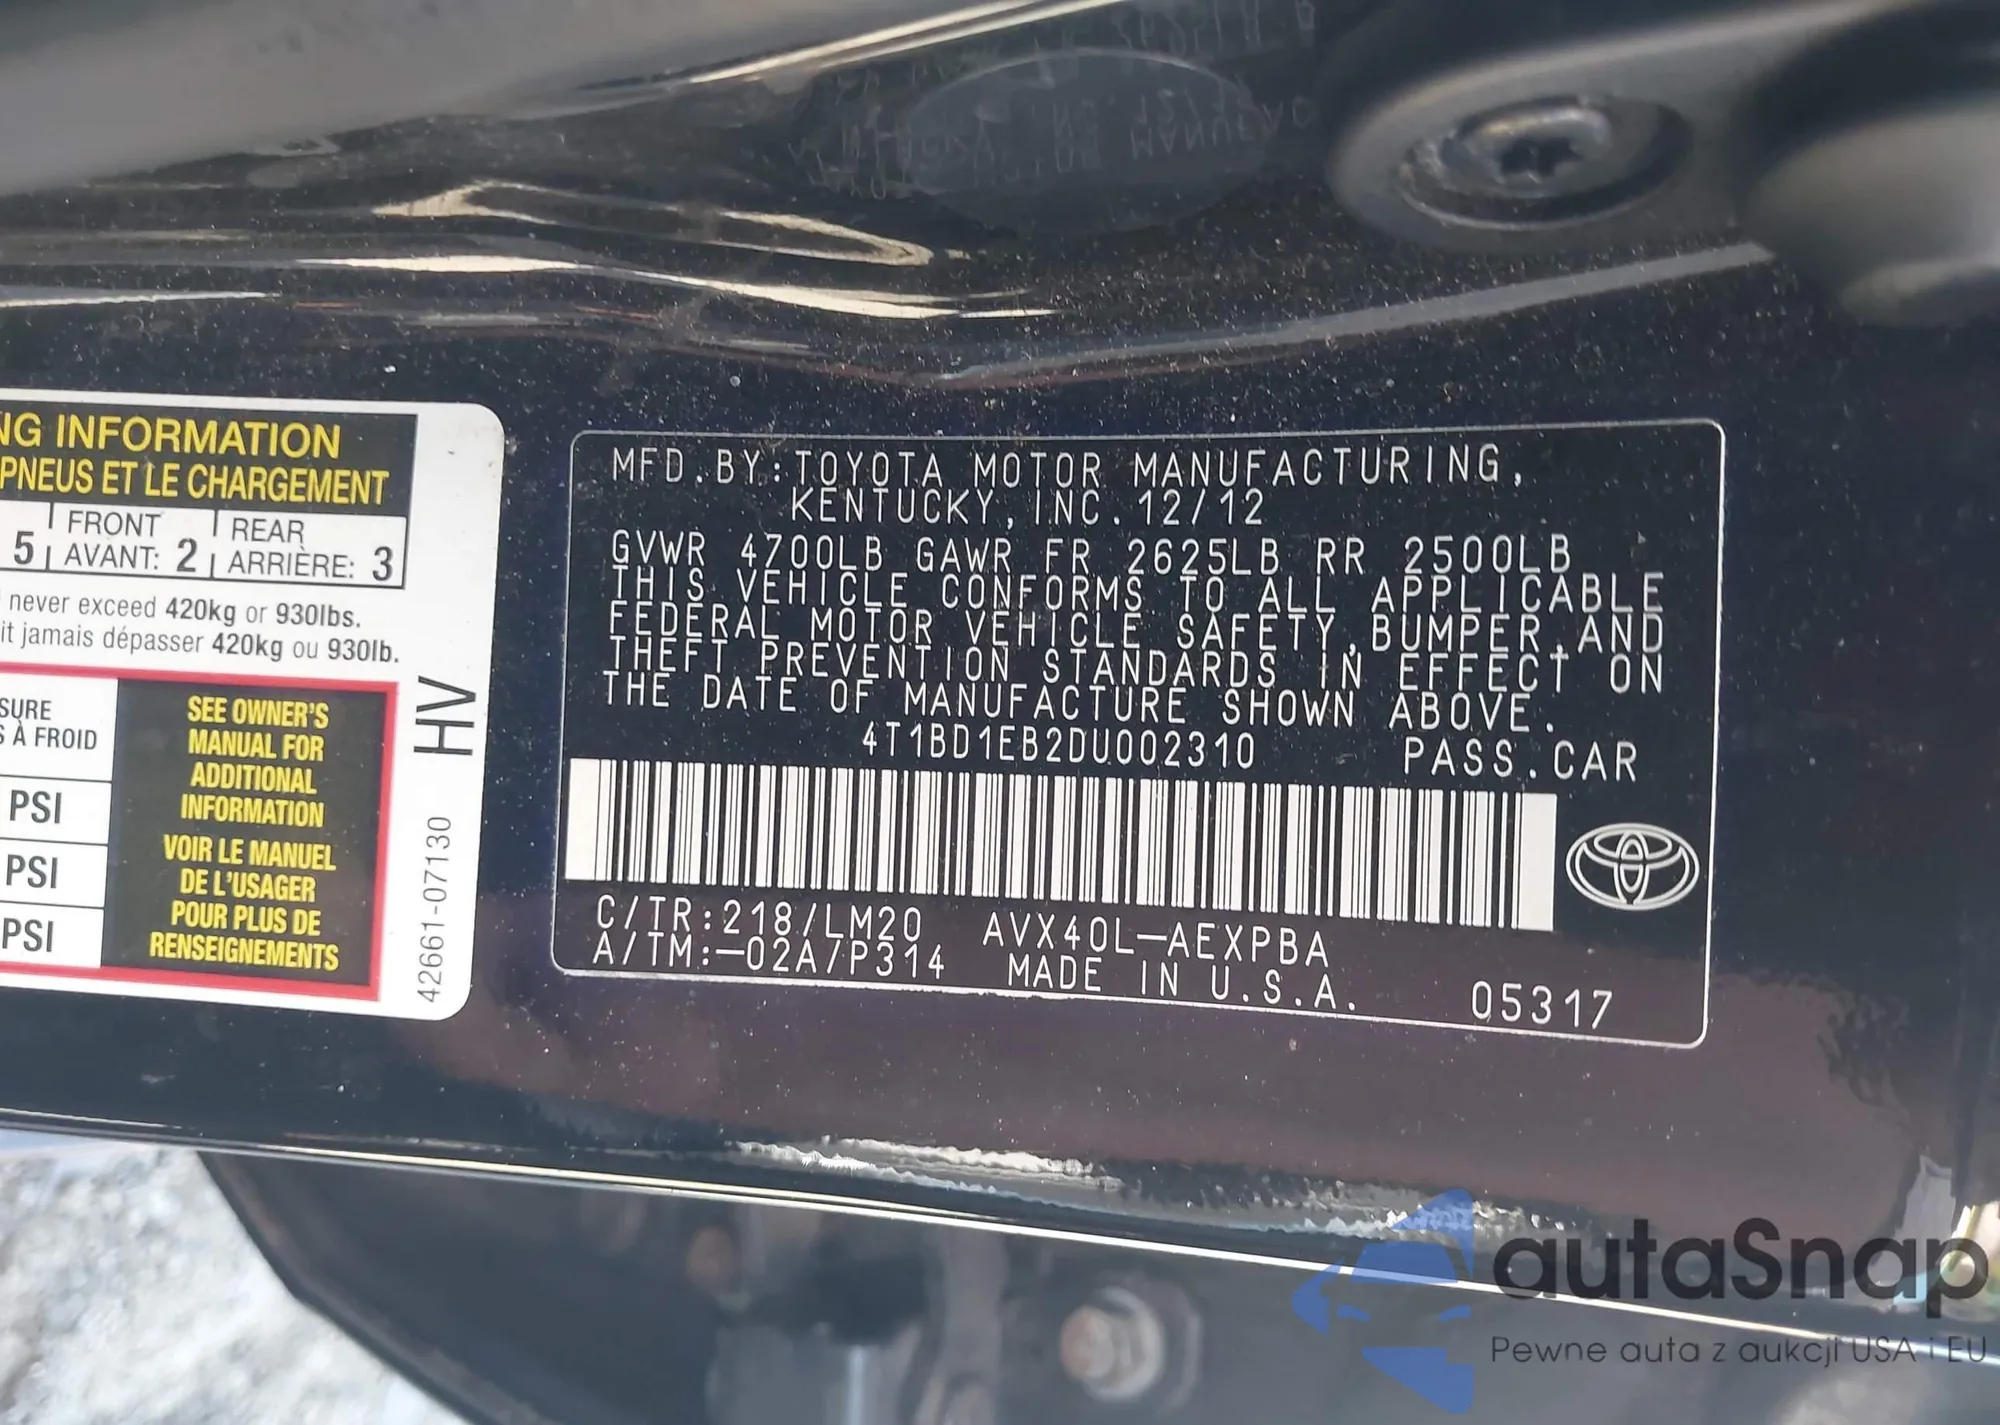 NG INFORMATION
PNEUS ET LE CHARGEMENT
5 FRONT AVANT: 2 REAR ARRIÈRE: 3
never exceed 420kg or 930lbs.
it jamais dépasser 420kg ou 930lb.
SURE
S À FROID
PSI
PSI
PSI
SEE OWNER'S
MANUAL FOR
ADDITIONAL
INFORMATION
VOIR LE MANUEL
DE L'USAGER
POUR PLUS DE
RENSEIGNEMENTS
HV
42661-07130
MFD.BY:TOYOTA MOTOR MANUFACTURING,
KENTUCKY,INC.12/12
GVWR 4700LB GAWR FR 2625LB RR 2500LB
THIS VEHICLE CONFORMS TO ALL APPLICABLE
FEDERAL MOTOR VEHICLE SAFETY,BUMPER,AND
THEFT PREVENTION STANDARDS IN EFFECT ON
THE DATE OF MANUFACTURE SHOWN ABOVE.
4T1BD1EB2DU002310 PASS.CAR
C/TR:218/LM20 AVX40L-AEXPBA
A/TM:-02A/P314 MADE IN U.S.A. 05317
autaSnap
Pewne auta z aukcji USA i EU